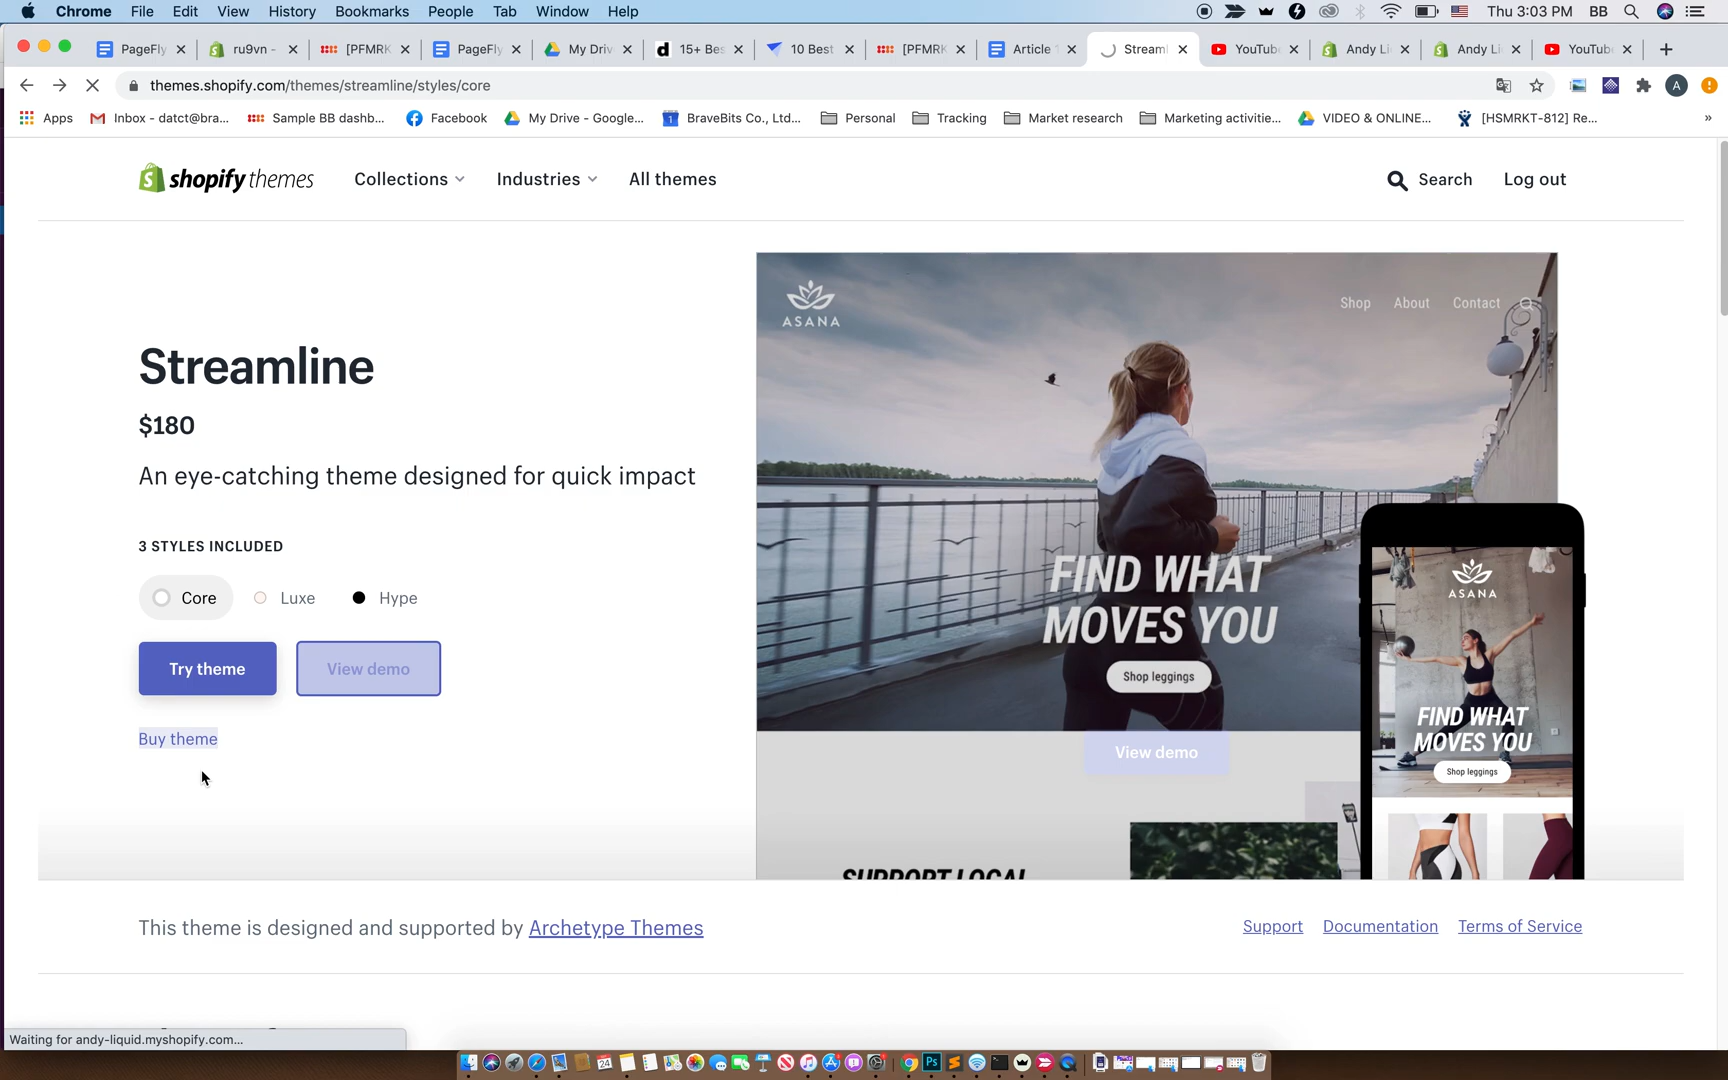 Chrome File Edit View History Bookmarks People Tab Window Help Thu 3:03 PM BB
PageFly ru9vn - [PFMRK PageFly My Driv 15+ Bes 10 Best [PFMRK Article Streaml YouTube Andy Li Andy Li YouTube
themes.shopify.com/themes/streamline/styles/core A
Apps Inbox - datct@bra... Sample BB dashb... Facebook My Drive - Google... BraveBits Co., Ltd... Personal Tracking Market research Marketing activitie... VIDEO & ONLINE... [HSMRKT-812] Re... »
shopify themes Collections Industries All themes Search Log out
ASANA Shop About Contact
Streamline
$180
An eye-catching theme designed for quick impact
3 STYLES INCLUDED
Core Luxe Hype
Try theme View demo
Buy theme
FIND WHAT
MOVES YOU
Shop leggings
View demo
SUPPORT LOCAL
ASANA
FIND WHAT
MOVES YOU
Shop leggings
This theme is designed and supported by Archetype Themes Support Documentation Terms of Service
Waiting for andy-liquid.myshopify.com...